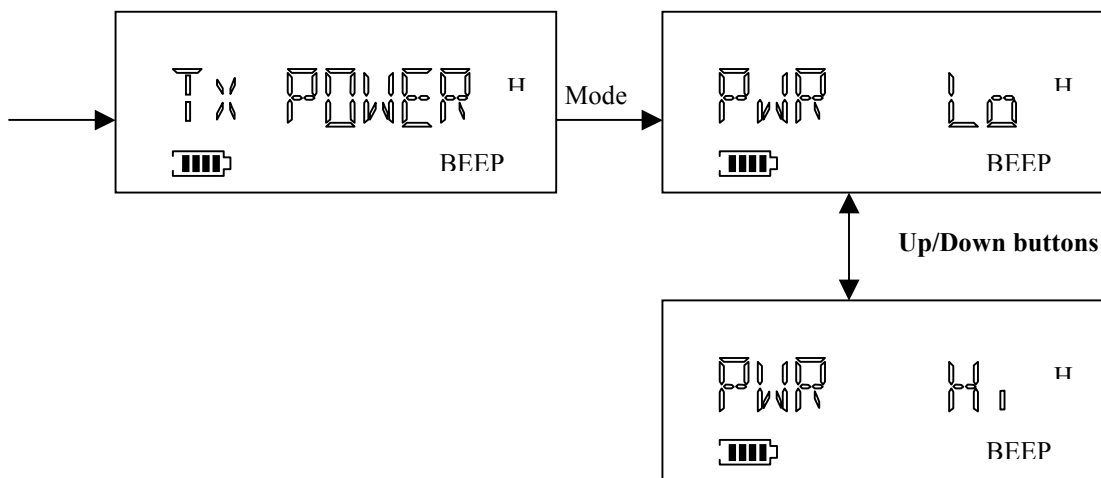 Tx POWER H
BEEP
Mode
PWR Lo H
BEEP
Up/Down buttons
PWR Hi H
BEEP